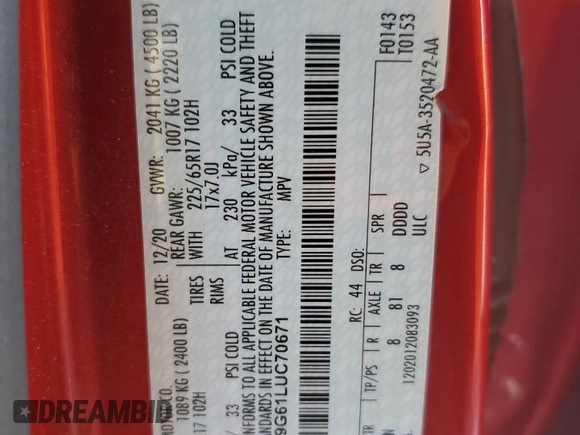 MOTOR CO. DATE: 12/20 GVWR: 2041 KG ( 4500 LB)
1089 KG ( 2400 LB) REAR GAWR: 1007 KG ( 2220 LB)
17 102H TIRES WITH 225/65R17 102H
RIMS 17x7.0J
/ 33 PSI COLD AT 230 kPa/ 33 PSI COLD
NFORMS TO ALL APPLICABLE FEDERAL MOTOR VEHICLE SAFETY AND THEFT
ANDARDS IN EFFECT ON THE DATE OF MANUFACTURE SHOWN ABOVE.
9G61LUC70671 TYPE: MPV
F0143
T0153
RC: 44 DSO:
TP/PS R AXLE TR SPR
8 81 8 DDDD
1202012083093 ULC
▽ 5U5A-3520472-AA
DREAMBID